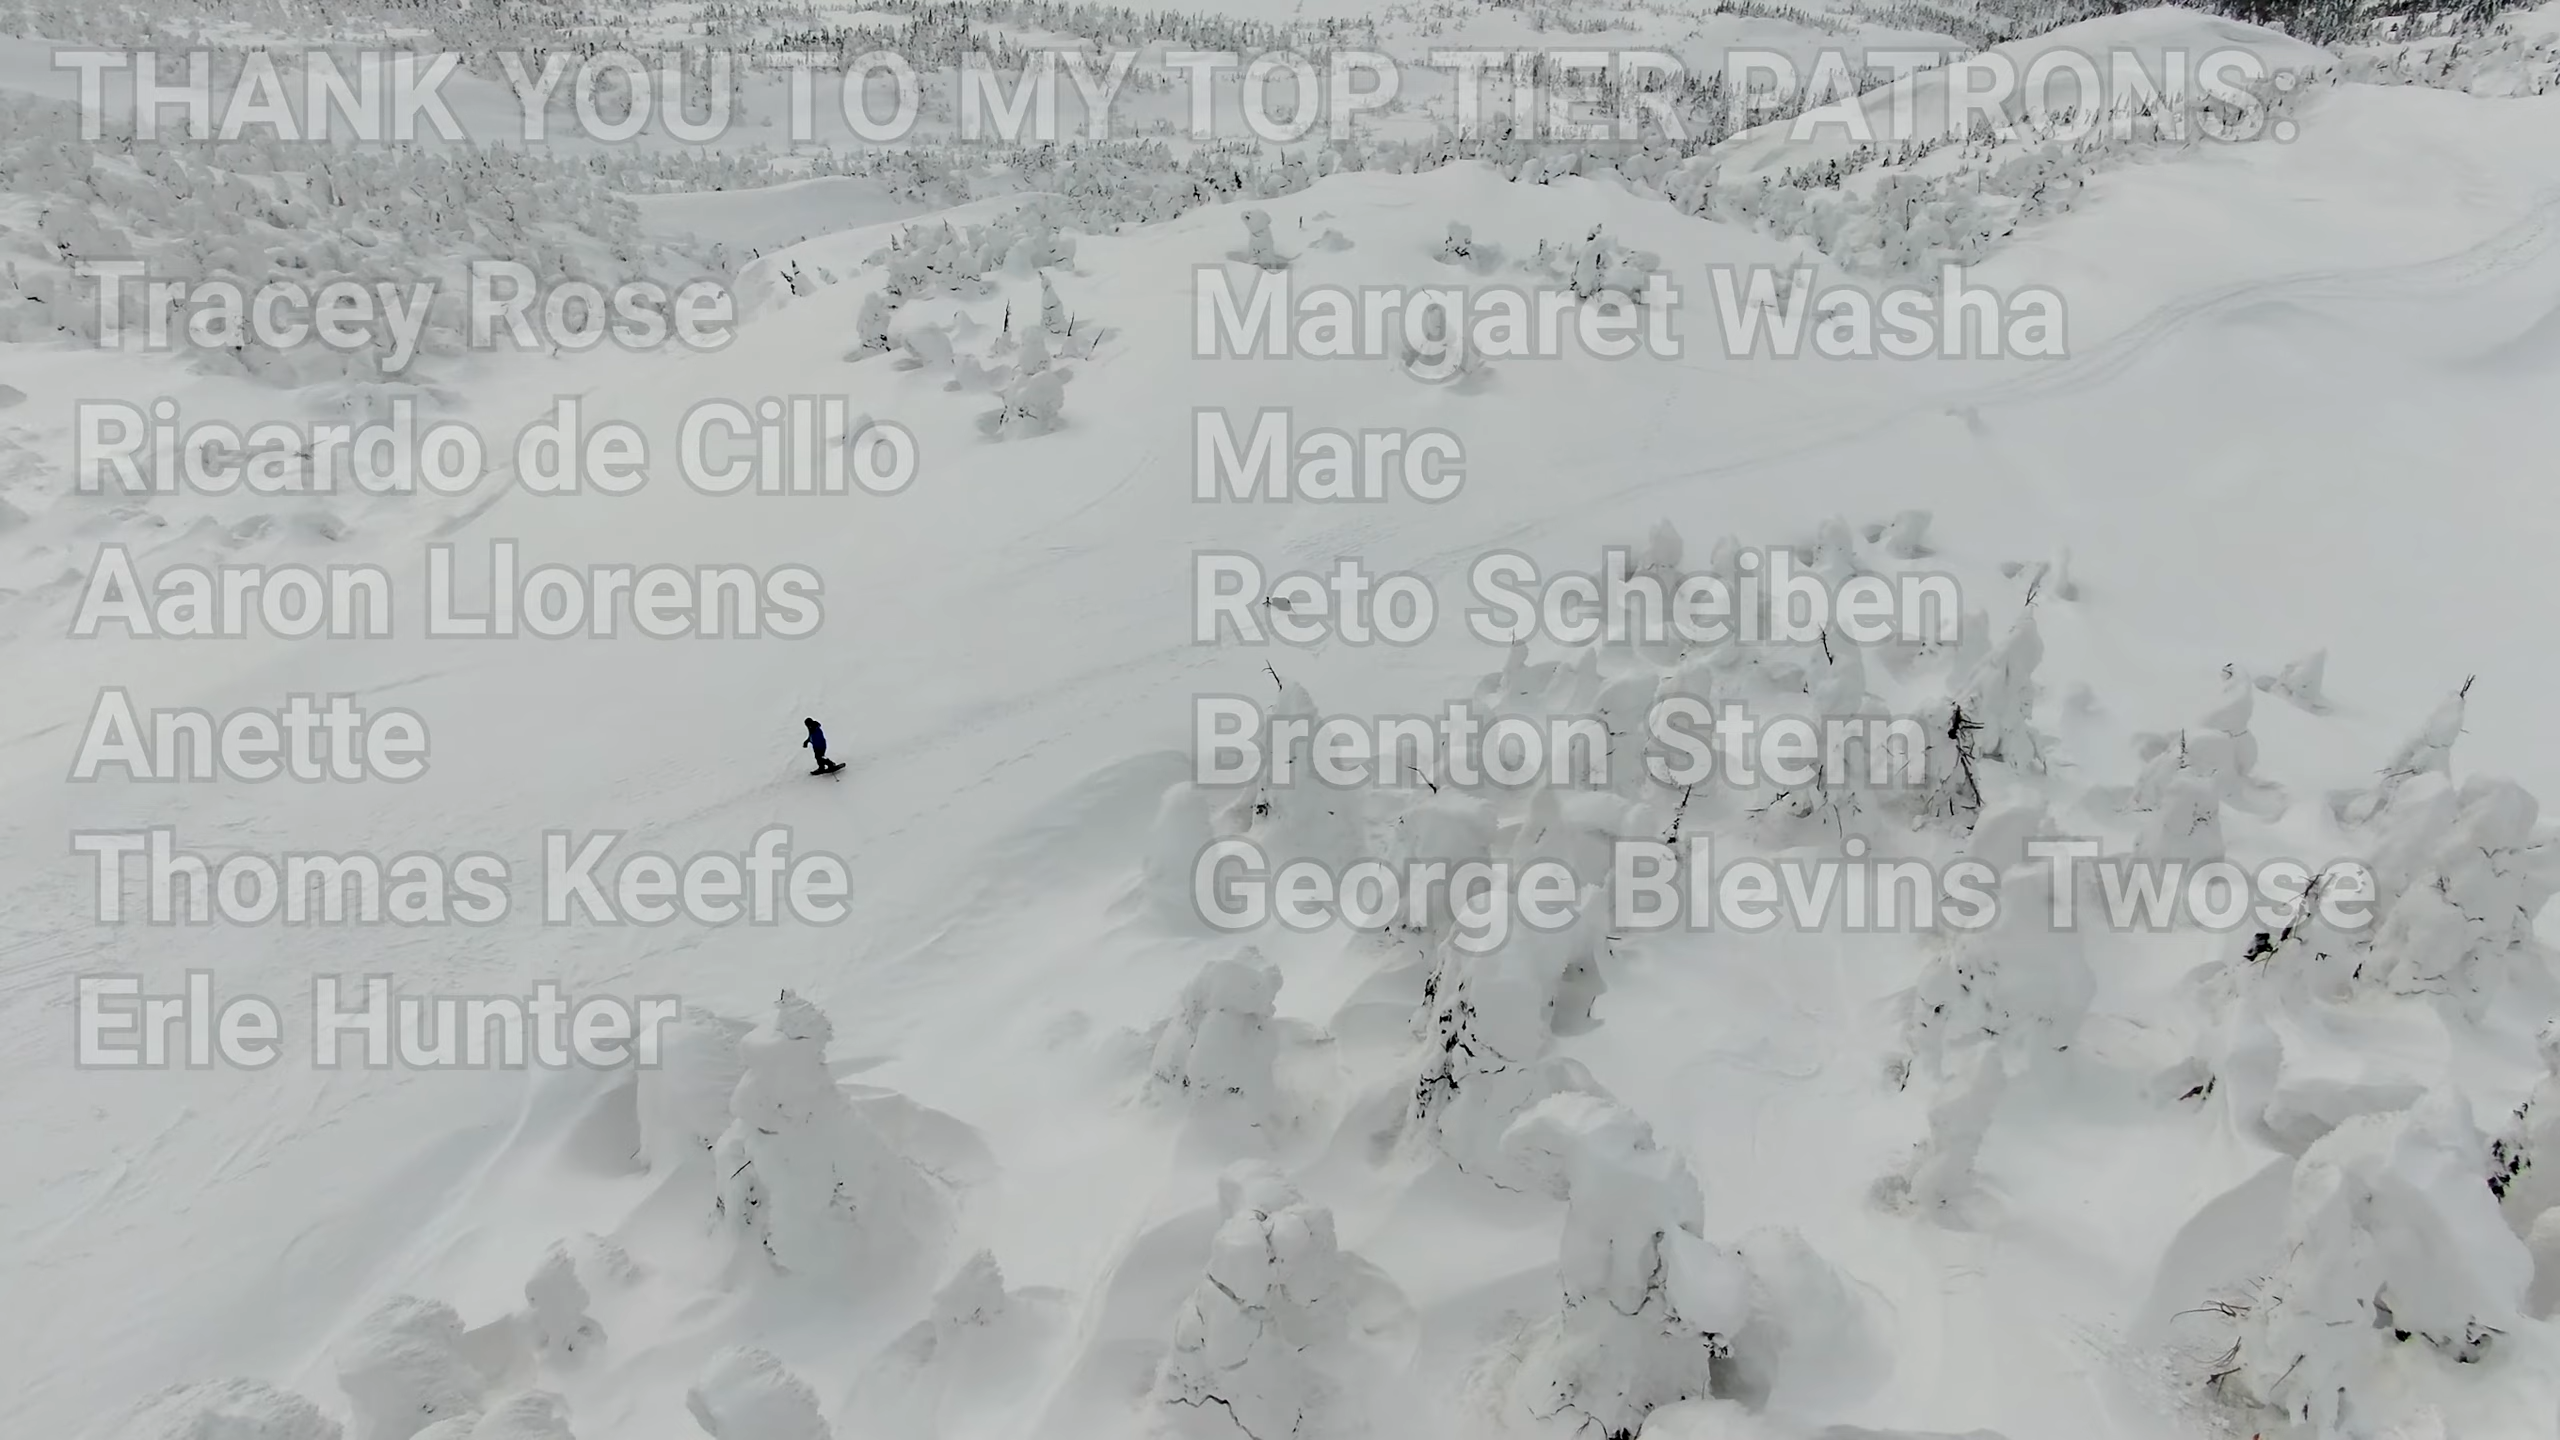 THANK YOU TO MY TOP TIER PATRONS:
Tracey Rose
Ricardo de Cillo
Aaron Llorens
Anette
Thomas Keefe
Erle Hunter
Margaret Washa
Marc
Reto Scheiben
Brenton Stern
George Blevins Twose